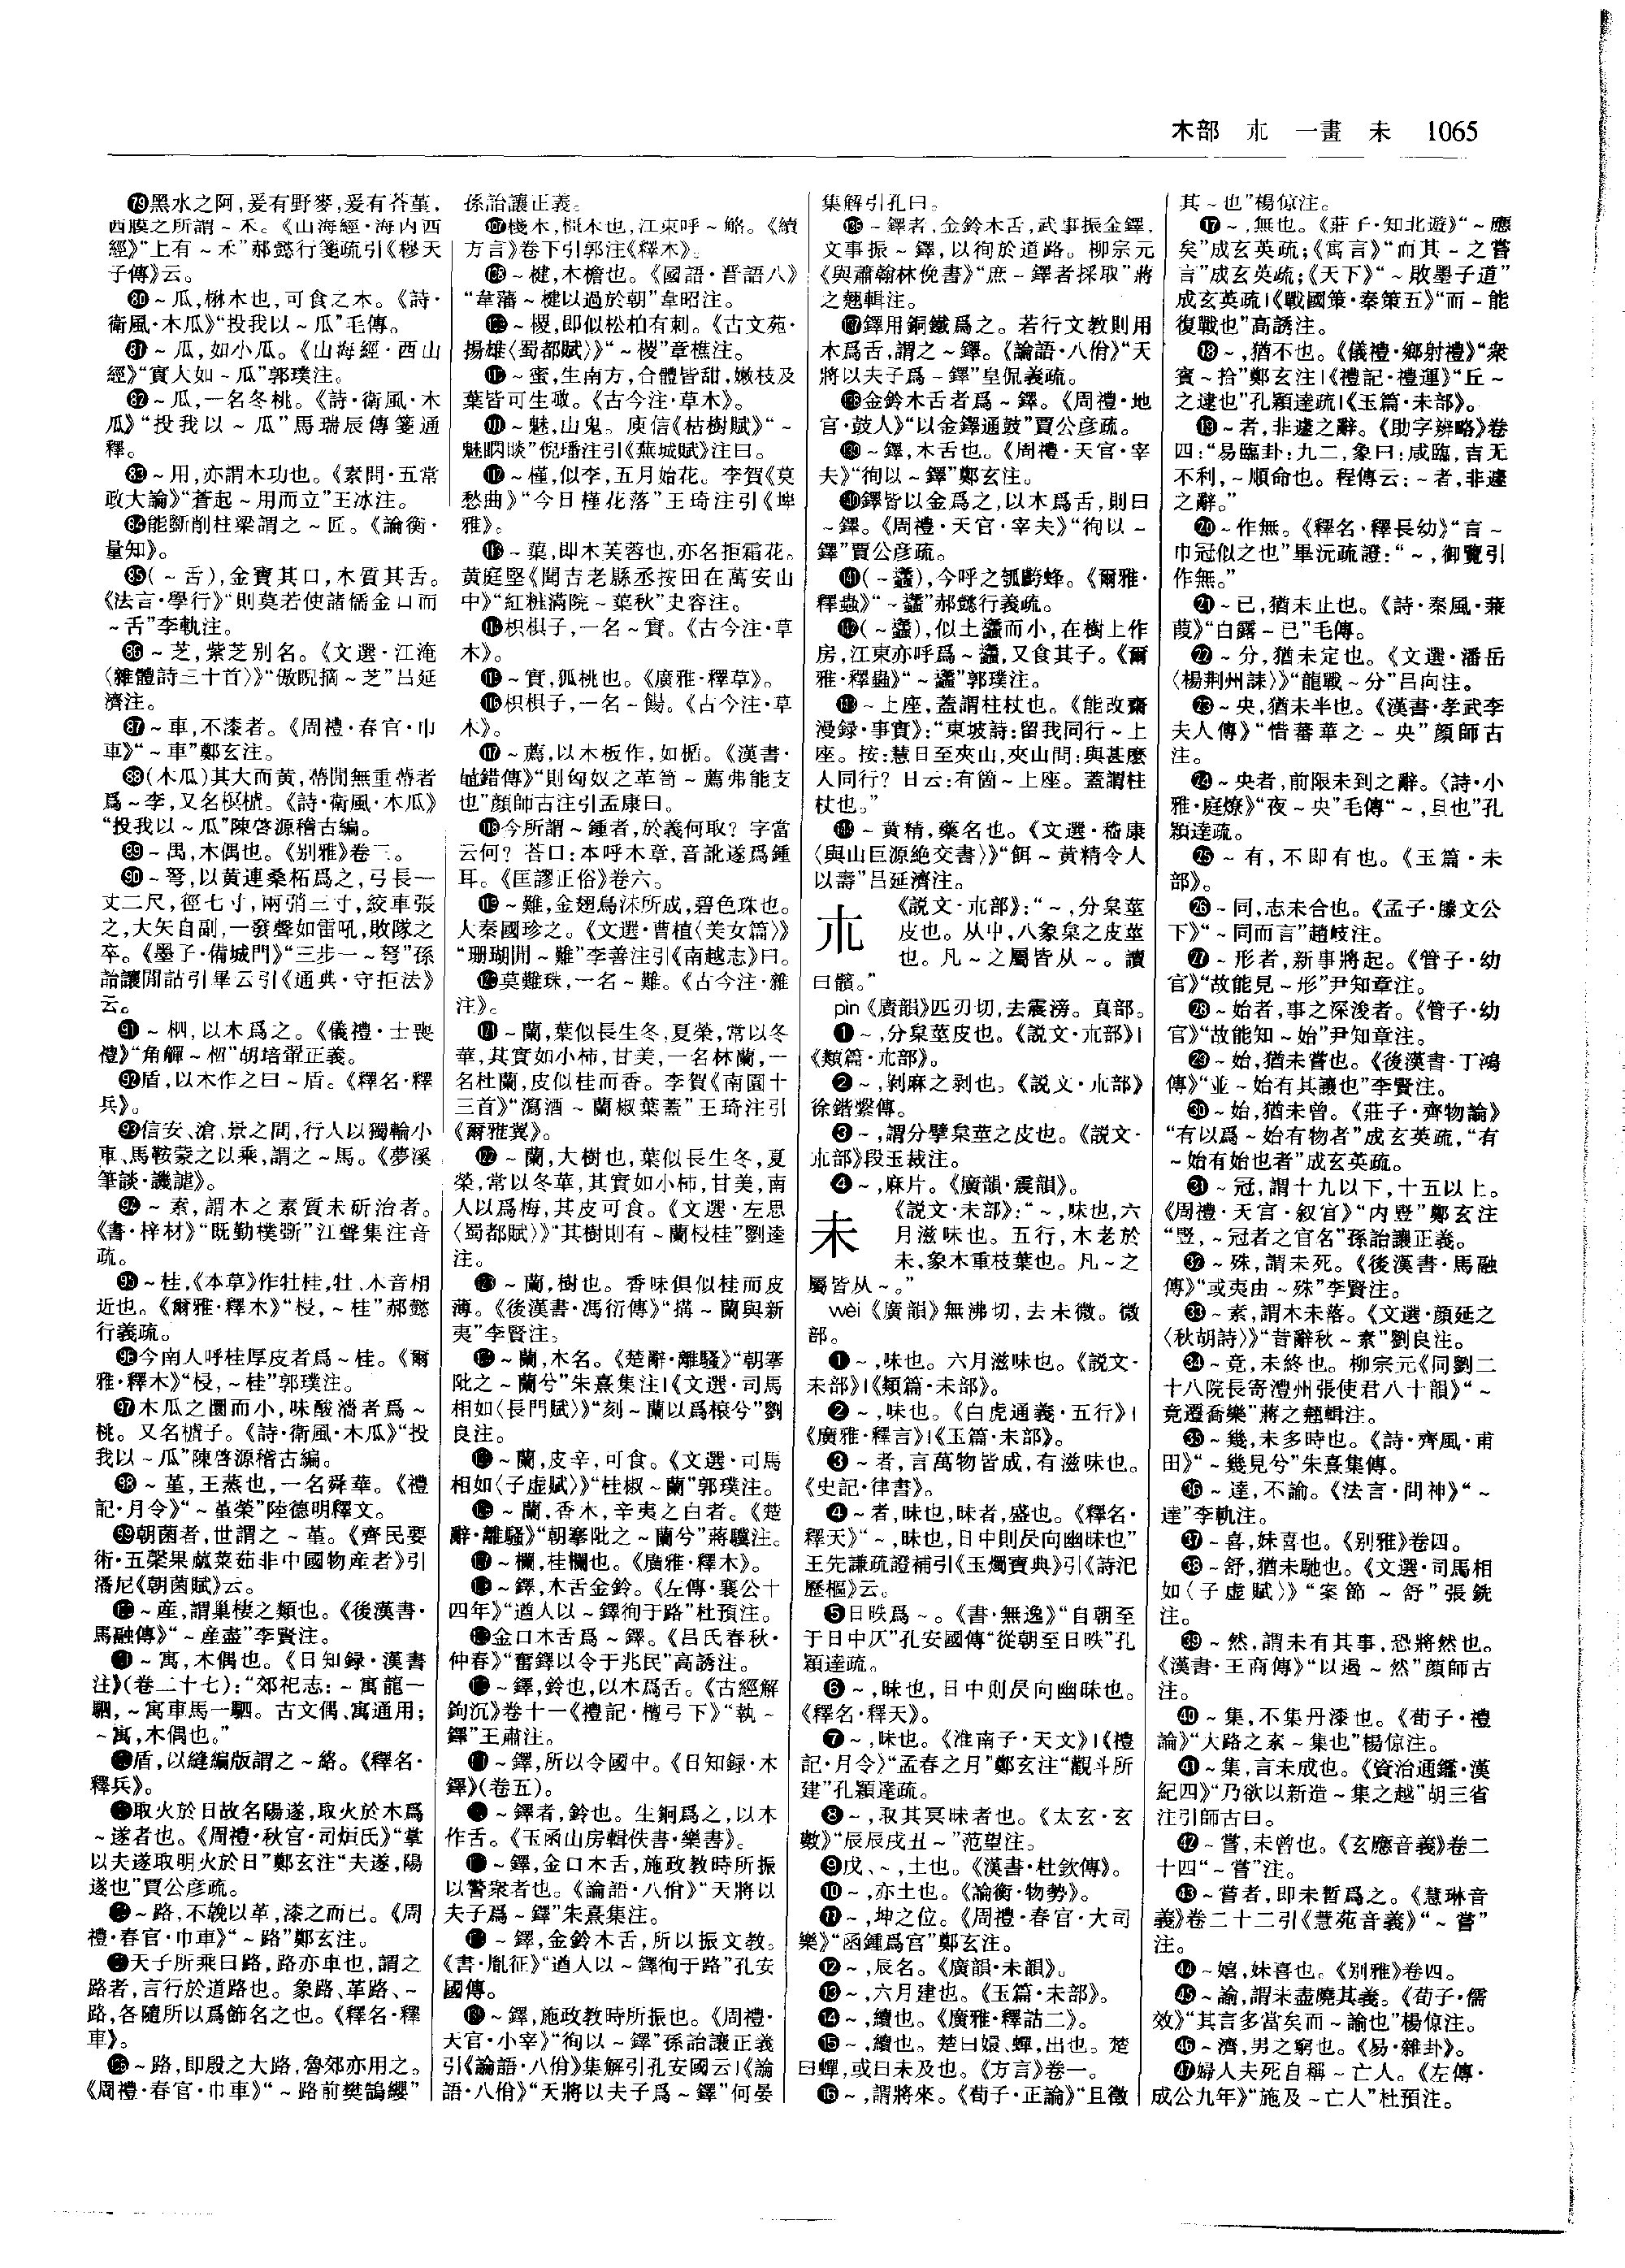 木部 朩 一畫 未 1065
㊆黑水之阿,爰有野麥,爰有荅菫,
西膜之所謂~禾。《山海經·海内西
經》“上有~禾”郝懿行箋疏引《穆天
子傳》云。
80~瓜,楙木也,可食之木。《詩·
衛風·木瓜》“投我以~瓜”毛傳。
81~瓜,如小瓜。《山海經·西山
經》“實大如~瓜”郭璞注。
82~瓜,一名冬桃。《詩·衛風·木
瓜》“投我以~瓜”馬瑞辰傳箋通
釋。
83~用,亦謂木功也。《素問·五常
政大論》“蒼起~用而立”王冰注。
84能斲削柱梁謂之~匠。《論衡·
量知》。
85(~舌),金寶其口,木質其舌。
《法言·學行》“則莫若使諸儒金口而
~舌”李軌注。
86~芝,紫芝别名。《文選·江淹
〈雜體詩三十首〉》“傲睨摘~芝”吕延
濟注。
87~車,不漆者。《周禮·春官·巾
車》“~車”鄭玄注。
88(木瓜)其大而黄,蔕閒無重蔕者
爲~李,又名榠樝。《詩·衛風·木瓜》
“投我以~瓜”陳啓源稽古編。
89~禺,木偶也。《别雅》卷三。
90~弩,以黄連桑柘爲之,弓長一
丈二尺,徑七寸,兩弰三寸,絞車張
之,大矢自副,一發聲如雷吼,敗隊之
卒。《墨子·備城門》“三步一~弩”孫
詒讓閒詁引畢云引《通典·守拒法》
云。
91~柶,以木爲之。《儀禮·士喪
禮》“角觶~柶”胡培翬正義。
92盾,以木作之曰~盾。《釋名·釋
兵》。
93信安、滄、景之間,行人以獨輪小
車、馬鞍蒙之以乘,謂之~馬。《夢溪
筆談·譏謔》。
94~素,謂木之素質未斫治者。
《書·梓材》“既勤樸斲”江聲集注音
疏。
95~桂,《本草》作牡桂,牡、木音相
近也。《爾雅·釋木》“梫,~桂”郝懿
行義疏。
96今南人呼桂厚皮者爲~桂。《爾
雅·釋木》“梫,~桂”郭璞注。
97木瓜之圓而小,味酸濇者爲~
桃。又名樝子。《詩·衛風·木瓜》“投
我以~瓜”陳啓源稽古編。
98~菫,王蒸也,一名舜華。《禮
記·月令》“~菫榮”陸德明釋文。
99朝菌者,世謂之~菫。《齊民要
術·五槩果蓏菜茹非中國物産者》引
潘尼《朝菌賦》云。
~産,謂巢棲之類也。《後漢書·
馬融傳》“~産盡”李賢注。
~寓,木偶也。《日知録·漢書
注》(卷二十七):“郊祀志:~寓龍一
駟,~寓車馬一駟。古文偶、寓通用;
~寓,木偶也。”
盾,以縫編版謂之~絡。《釋名·
釋兵》。
取火於日故名陽遂,取火於木爲
~遂者也。《周禮·秋官·司烜氏》“掌
以夫遂取明火於日”鄭玄注“夫遂,陽
遂也”賈公彦疏。
~路,不鞔以革,漆之而已。《周
禮·春官·巾車》“~路”鄭玄注。
天子所乘曰路,路亦車也,謂之
路者,言行於道路也。象路、革路、~
路,各隨所以爲飾名之也。《釋名·釋
車》。
~路,即殷之大路,魯郊亦用之。
《周禮·春官·巾車》“~路前樊鵠纓”
孫詒讓正義。
107檖木,梪木也,江東呼~觡。《續
方言》卷下引郭注《釋木》。
~楗,木檐也。《國語·晋語八》
“韋藩~楗以過於朝”韋昭注。
~㮨,即似松柏有刺。《古文苑·
揚雄〈蜀都賦〉》“~㮨”章樵注。
~蜜,生南方,合體皆甜,嫩枝及
葉皆可生噉。《古今注·草木》。
~魅,山鬼。庾信《枯樹賦》“~
魅睗睒”倪璠注引《蕪城賦》注曰。
~槿,似李,五月始花。李賀《莫
愁曲》“今日槿花落”王琦注引《埤
雅》。
~蕖,即木芙蓉也,亦名拒霜花。
黄庭堅《聞吉老縣丞按田在萬安山
中》“紅粧滿院~蕖秋”史容注。
枳椇子,一名~實。《古今注·草
木》。
~實,狐桃也。《廣雅·釋草》。
枳椇子,一名~餳。《古今注·草
木》。
~薦,以木板作,如楯。《漢書·
鼂錯傳》“則匈奴之革笥~薦弗能支
也”顔師古注引孟康曰。
今所謂~鍾者,於義何取?字當
云何?荅曰:本呼木章,音訛遂爲鍾
耳。《匡謬正俗》卷六。
~難,金翅鳥沫所成,碧色珠也。
大秦國珍之。《文選·曹植〈美女篇〉》
“珊瑚閒~難”李善注引《南越志》曰。
莫難珠,一名~難。《古今注·雜
注》。
~蘭,葉似長生冬,夏榮,常以冬
華,其實如小柿,甘美,一名林蘭,一
名杜蘭,皮似桂而香。李賀《南園十
三首》“瀉酒~蘭椒葉蓋”王琦注引
《爾雅翼》。
~蘭,大樹也,葉似長生冬,夏
榮,常以冬華,其實如小柿,甘美,南
人以爲梅,其皮可食。《文選·左思
〈蜀都賦〉》“其樹則有~蘭梫桂”劉逵
注。
~蘭,樹也。香味俱似桂而皮
薄。《後漢書·馮衍傳》“搆~蘭與新
夷”李賢注。
~蘭,木名。《楚辭·離騷》“朝搴
阰之~蘭兮”朱熹集注|《文選·司馬
相如〈長門賦〉》“刻~蘭以爲榱兮”劉
良注。
~蘭,皮辛,可食。《文選·司馬
相如〈子虚賦〉》“桂椒~蘭”郭璞注。
~蘭,香木,辛夷之白者。《楚
辭·離騷》“朝搴阰之~蘭兮”蔣驥注。
~欄,桂欄也。《廣雅·釋木》。
~鐸,木舌金鈴。《左傳·襄公十
四年》“遒人以~鐸徇于路”杜預注。
金口木舌爲~鐸。《吕氏春秋·
仲春》“奮鐸以令于兆民”高誘注。
~鐸,鈴也,以木爲舌。《古經解
鉤沉》卷十一《禮記·檀弓下》“執~
鐸”王肅注。
~鐸,所以令國中。《日知録·木
鐸》(卷五)。
~鐸者,鈴也。生銅爲之,以木
作舌。《玉函山房輯佚書·樂書》。
~鐸,金口木舌,施政教時所振
以警衆者也。《論語·八佾》“天將以
夫子爲~鐸”朱熹集注。
~鐸,金鈴木舌,所以振文教。
《書·胤征》“遒人以~鐸徇于路”孔安
國傳。
~鐸,施政教時所振也。《周禮·
天官·小宰》“徇以~鐸”孫詒讓正義
引《論語·八佾》集解引孔安國云|《論
語·八佾》“天將以夫子爲~鐸”何晏
集解引孔曰。
~鐸者,金鈴木舌,武事振金鐸,
文事振~鐸,以徇於道路。柳宗元
《與蕭翰林俛書》“庶~鐸者採取”蔣
之翹輯注。
鐸用銅鐵爲之。若行文教則用
木爲舌,謂之~鐸。《論語·八佾》“天
將以夫子爲~鐸”皇侃義疏。
金鈴木舌者爲~鐸。《周禮·地
官·鼓人》“以金鐸通鼓”賈公彦疏。
~鐸,木舌也。《周禮·天官·宰
夫》“徇以~鐸”鄭玄注。
鐸皆以金爲之,以木爲舌,則曰
~鐸。《周禮·天官·宰夫》“徇以~
鐸”賈公彦疏。
(~蠭),今呼之瓠䶂蜂。《爾雅·
釋蟲》“~蠭”郝懿行義疏。
(~蠭),似土蠭而小,在樹上作
房,江東亦呼爲~蠭,又食其子。《爾
雅·釋蟲》“~蠭”郭璞注。
~上座,蓋謂柱杖也。《能改齋
漫録·事實》:“東坡詩:留我同行~上
座。按:慧日至夾山,夾山問:與甚麽
人同行?日云:有箇~上座。蓋謂柱
杖也。”
~黄精,藥名也。《文選·嵇康
〈與山巨源絶交書〉》“餌~黄精令人
以壽”吕延濟注。
朩 《説文·朩部》:“~,分枲莖
皮也。从屮,八象枲之皮莖
也。凡~之屬皆从~。讀
曰髕。”
pìn《廣韻》匹刃切,去震滂。真部。
❶~,分枲莖皮也。《説文·朩部》|
《類篇·朩部》。
❷~,剥麻之剥也。《説文·朩部》
徐鍇繫傳。
❸~,謂分擘枲莖之皮也。《説文·
朩部》段玉裁注。
❹~,麻片。《廣韻·震韻》。
未 《説文·未部》:“~,味也,六
月滋味也。五行,木老於
未,象木重枝葉也。凡~之
屬皆从~。”
wèi《廣韻》無沸切,去未微。微
部。
❶~,味也。六月滋味也。《説文·
未部》|《類篇·未部》。
❷~,味也。《白虎通義·五行》|
《廣雅·釋言》|《玉篇·未部》。
❸~者,言萬物皆成,有滋味也。
《史記·律書》。
❹~者,昧也,昧者,盛也。《釋名·
釋天》“~,昧也,日中則昃向幽昧也”
王先謙疏證補引《玉燭寶典》引《詩汜
歷樞》云。
❺日昳爲~。《書·無逸》“自朝至
于日中仄”孔安國傳“從朝至日昳”孔
穎達疏。
❻~,昧也,日中則昃向幽昧也。
《釋名·釋天》。
❼~,昧也。《淮南子·天文》|《禮
記·月令》“孟春之月”鄭玄注“觀斗所
建”孔穎達疏。
❽~,取其冥昧者也。《太玄·玄
數》“辰辰戌丑~”范望注。
❾戊、~,土也。《漢書·杜欽傳》。
❿~,亦土也。《論衡·物勢》。
⓫~,坤之位。《周禮·春官·大司
樂》“函鍾爲宫”鄭玄注。
⓬~,辰名。《廣韻·未韻》。
⓭~,六月建也。《玉篇·未部》。
⓮~,續也。《廣雅·釋詁二》。
⓯~,續也。楚曰嬛、蟬,出也。楚
曰蟬,或曰未及也。《方言》卷一。
⓰~,謂將來。《荀子·正論》“且徵
其~也”楊倞注。
⓱~,無也。《莊子·知北遊》“~應
矣”成玄英疏;《寓言》“而其~之嘗
言”成玄英疏;《天下》“~敗墨子道”
成玄英疏|《戰國策·秦策五》“而~能
復戰也”高誘注。
⓲~,猶不也。《儀禮·鄉射禮》“衆
賓~拾”鄭玄注|《禮記·禮運》“丘~
之逮也”孔穎達疏|《玉篇·未部》。
⓳~者,非遽之辭。《助字辨略》卷
四:“易臨卦:九二,象曰:咸臨,吉无
不利,~順命也。程傳云:~者,非遽
之辭。”
⓴~作無。《釋名·釋長幼》“言~
巾冠似之也”畢沅疏證:“~,御覽引
作無。”
21~已,猶未止也。《詩·秦風·蒹
葭》“白露~已”毛傳。
22~分,猶未定也。《文選·潘岳
〈楊荆州誄〉》“龍戰~分”吕向注。
23~央,猶未半也。《漢書·孝武李
夫人傳》“惜蕃華之~央”顔師古
注。
24~央者,前限未到之辭。《詩·小
雅·庭燎》“夜~央”毛傳“~,旦也”孔
穎達疏。
25~有,不即有也。《玉篇·未
部》。
26~同,志未合也。《孟子·滕文公
下》“~同而言”趙岐注。
27~形者,新事將起。《管子·幼
官》“故能見~形”尹知章注。
28~始者,事之深浚者。《管子·幼
官》“故能知~始”尹知章注。
29~始,猶未嘗也。《後漢書·丁鴻
傳》“並~始有其讓也”李賢注。
30~始,猶未曾。《莊子·齊物論》
“有以爲~始有物者”成玄英疏,“有
~始有始也者”成玄英疏。
31~冠,謂十九以下,十五以上。
《周禮·天官·叙官》“内豎”鄭玄注
“豎,~冠者之官名”孫詒讓正義。
32~殊,謂未死。《後漢書·馬融
傳》“或夷由~殊”李賢注。
33~素,謂木未落。《文選·顔延之
〈秋胡詩〉》“昔辭秋~素”劉良注。
34~竟,未終也。柳宗元《同劉二
十八院長寄澧州張使君八十韻》“~
竟遷喬樂”蔣之翹輯注。
35~幾,未多時也。《詩·齊風·甫
田》“~幾見兮”朱熹集傳。
36~達,不諭。《法言·問神》“~
達”李軌注。
37~喜,妹喜也。《别雅》卷四。
38~舒,猶未馳也。《文選·司馬相
如〈子虚賦〉》“案節~舒”張銑
注。
39~然,謂未有其事,恐將然也。
《漢書·王商傳》“以遏~然”顔師古
注。
40~集,不集丹漆也。《荀子·禮
論》“大路之素~集也”楊倞注。
41~集,言未成也。《資治通鑑·漢
紀四》“乃欲以新造~集之越”胡三省
注引師古曰。
42~嘗,未曾也。《玄應音義》卷二
十四“~嘗”注。
43~嘗者,即未暫爲之。《慧琳音
義》卷二十二引《慧苑音義》“~嘗”
注。
44~嬉,妹喜也。《别雅》卷四。
45~諭,謂未盡曉其義。《荀子·儒
效》“其言多當矣而~諭也”楊倞注。
46~濟,男之窮也。《易·雜卦》。
47婦人夫死自稱~亡人。《左傳·
成公九年》“施及~亡人”杜預注。